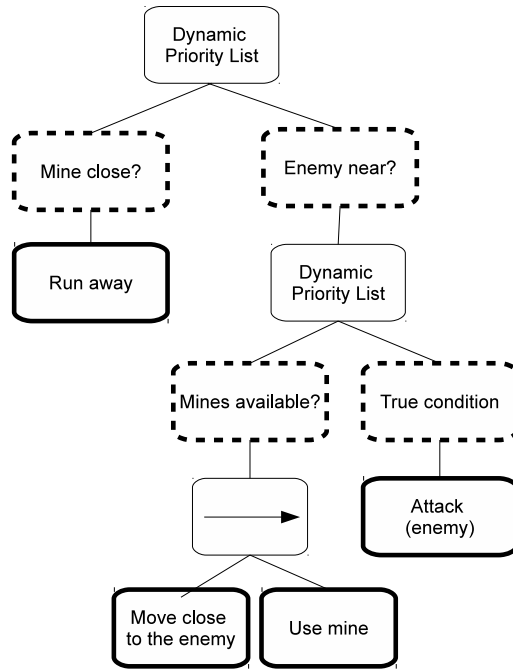 Dynamic
Priority List
Mine close?
Enemy near?
Run away
Dynamic
Priority List
Mines available?
True condition
Attack
(enemy)
Move close
to the enemy
Use mine